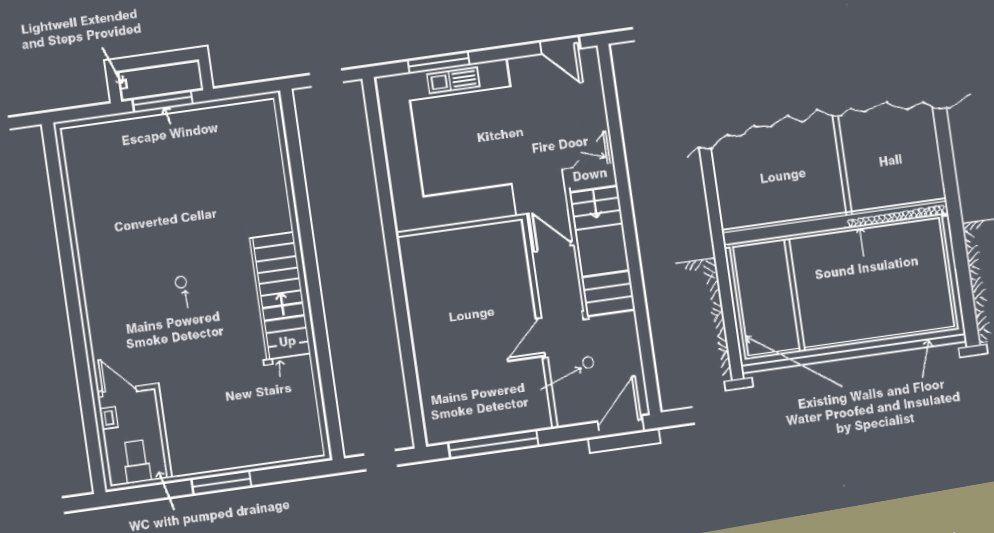 Lightwell Extended
and Steps Provided
Escape Window
Converted Cellar
Mains Powered
Smoke Detector
Up
New Stairs
WC with pumped drainage
Kitchen
Fire Door
Down
Lounge
Mains Powered
Smoke Detector
Lounge
Hall
Sound Insulation
Existing Walls and Floor
Water Proofed and Insulated
by Specialist